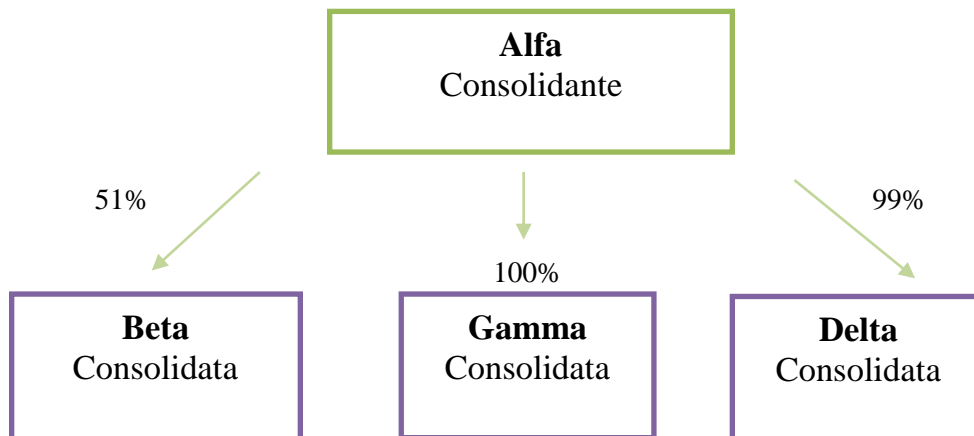 Alfa
Consolidante
51%
99%
100%
Beta
Consolidata
Gamma
Consolidata
Delta
Consolidata